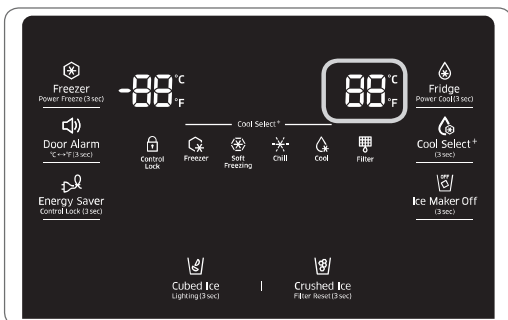 Freezer
Power Freeze (3 sec)
Door Alarm
°C↔°F (3 sec)
Energy Saver
Control Lock (3 sec)
-88 °C °F
88 °C °F
Cool Select+
Control Lock
Freezer
Soft Freezing
Chill
Cool
Filter
Fridge
Power Cool (3 sec)
Cool Select+
(3 sec)
OFF
Ice Maker Off
(3 sec)
Cubed Ice
Lighting (3 sec)
Crushed Ice
Filter Reset (3 sec)